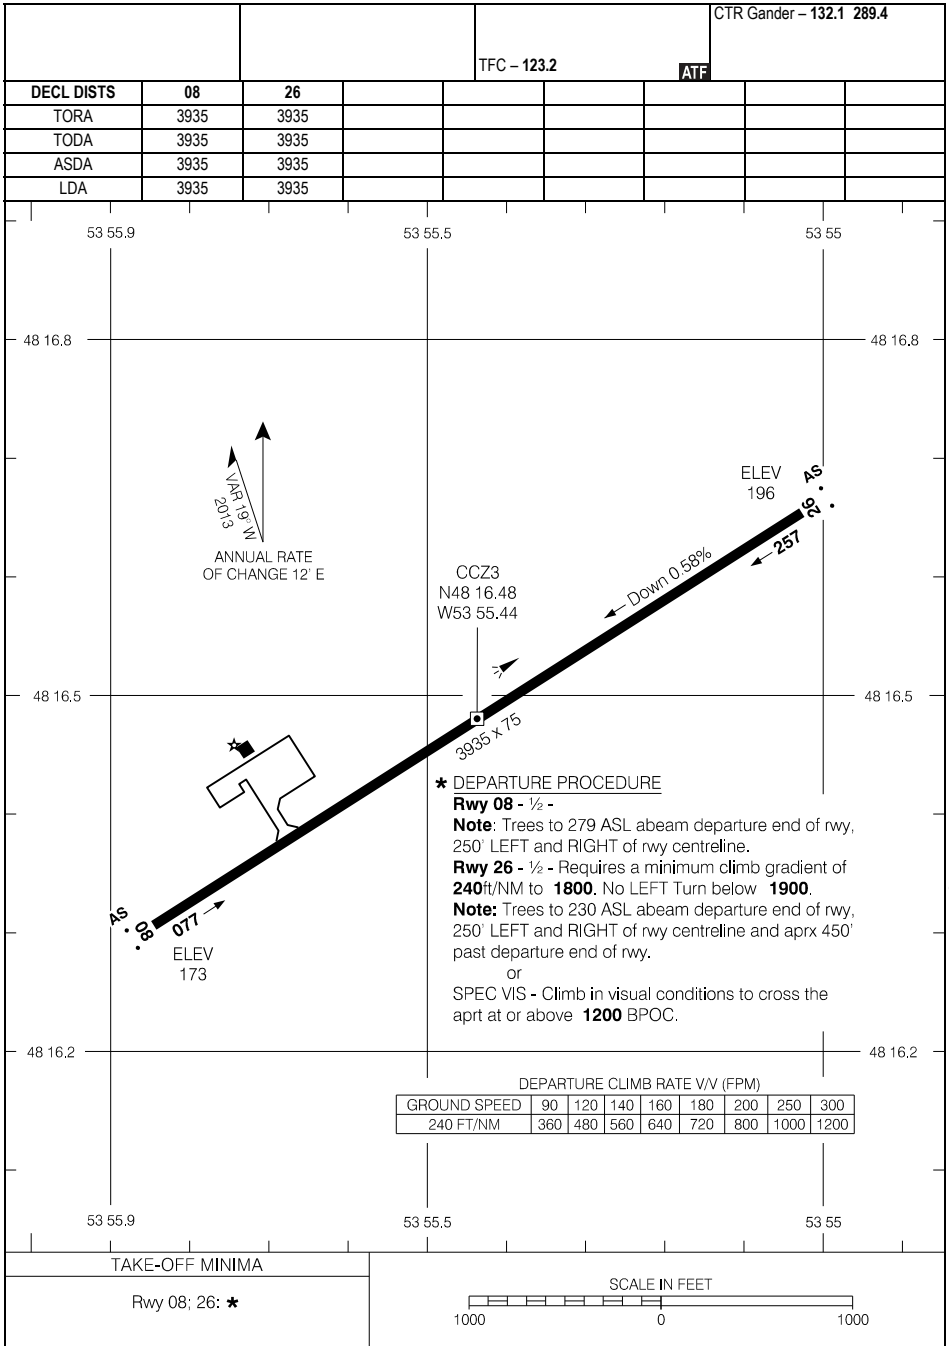 CTR Gander – 132.1 289.4
TFC – 123.2
ATF
DECL DISTS 08 26
TORA 3935 3935
TODA 3935 3935
ASDA 3935 3935
LDA 3935 3935
53 55.9 53 55.5 53 55
48 16.8 48 16.8
VAR 19° W
2013
ANNUAL RATE
OF CHANGE 12' E
ELEV
196
AS
26
257
Down 0.58%
CCZ3
N48 16.48
W53 55.44
48 16.5 48 16.5
3935 x 75
* DEPARTURE PROCEDURE
Rwy 08 - ½ -
Note: Trees to 279 ASL abeam departure end of rwy,
250' LEFT and RIGHT of rwy centreline.
Rwy 26 - ½ - Requires a minimum climb gradient of
240ft/NM to 1800. No LEFT Turn below 1900.
Note: Trees to 230 ASL abeam departure end of rwy,
250' LEFT and RIGHT of rwy centreline and aprx 450'
past departure end of rwy.
or
SPEC VIS - Climb in visual conditions to cross the
aprt at or above 1200 BPOC.
AS
08
077
ELEV
173
48 16.2 48 16.2
DEPARTURE CLIMB RATE V/V (FPM)
GROUND SPEED 90 120 140 160 180 200 250 300
240 FT/NM 360 480 560 640 720 800 1000 1200
53 55.9 53 55.5 53 55
TAKE-OFF MINIMA
Rwy 08; 26: *
SCALE IN FEET
1000 0 1000